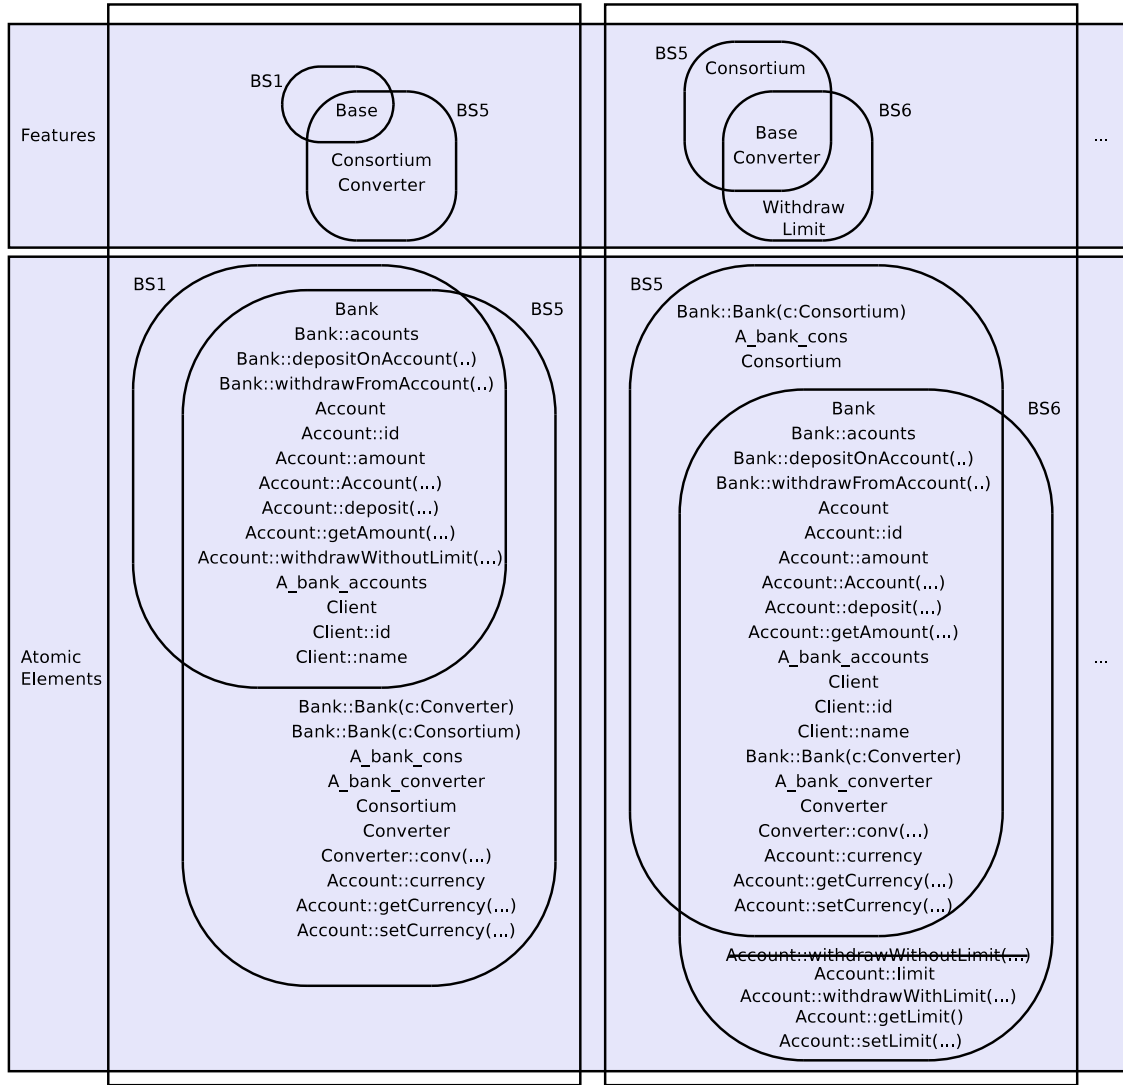 Features
BS1
Base
BS5
Consortium
Converter
BS5
Consortium
BS6
Base
Converter
Withdraw
Limit
...
Atomic
Elements
BS1
BS5
Bank
Bank::acounts
Bank::depositOnAccount(..)
Bank::withdrawFromAccount(..)
Account
Account::id
Account::amount
Account::Account(...)
Account::deposit(...)
Account::getAmount(...)
Account::withdrawWithoutLimit(...)
A_bank_accounts
Client
Client::id
Client::name
Bank::Bank(c:Converter)
Bank::Bank(c:Consortium)
A_bank_cons
A_bank_converter
Consortium
Converter
Converter::conv(...)
Account::currency
Account::getCurrency(...)
Account::setCurrency(...)
BS5
Bank::Bank(c:Consortium)
A_bank_cons
Consortium
BS6
Bank
Bank::acounts
Bank::depositOnAccount(..)
Bank::withdrawFromAccount(..)
Account
Account::id
Account::amount
Account::Account(...)
Account::deposit(...)
Account::getAmount(...)
A_bank_accounts
Client
Client::id
Client::name
Bank::Bank(c:Converter)
A_bank_converter
Converter
Converter::conv(...)
Account::currency
Account::getCurrency(...)
Account::setCurrency(...)
Account::withdrawWithoutLimit(...)
Account::limit
Account::withdrawWithLimit(...)
Account::getLimit()
Account::setLimit(...)
...